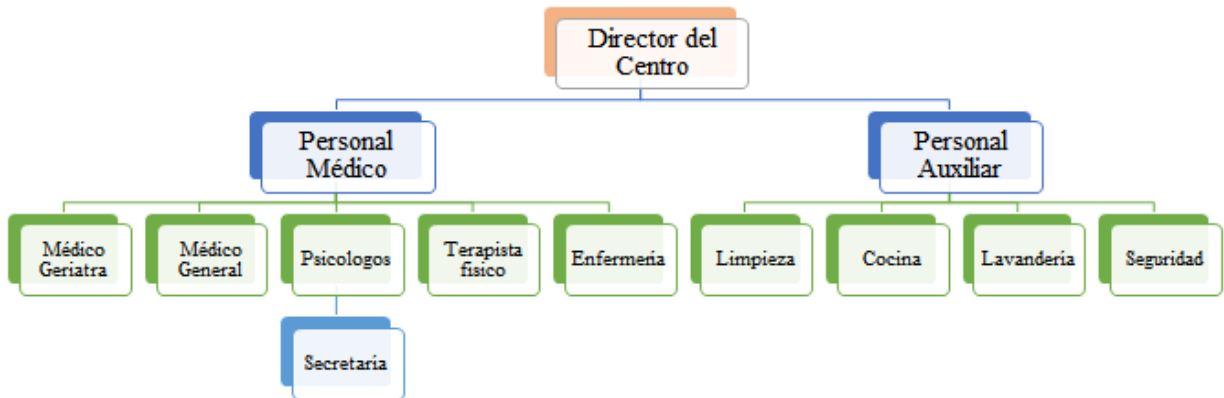 Director del
Centro
Personal
Médico
Personal
Auxiliar
Médico
Geriatra
Médico
General
Psicologos
Terapista
fisico
Enfermeria
Limpieza
Cocina
Lavanderia
Seguridad
Secretaria